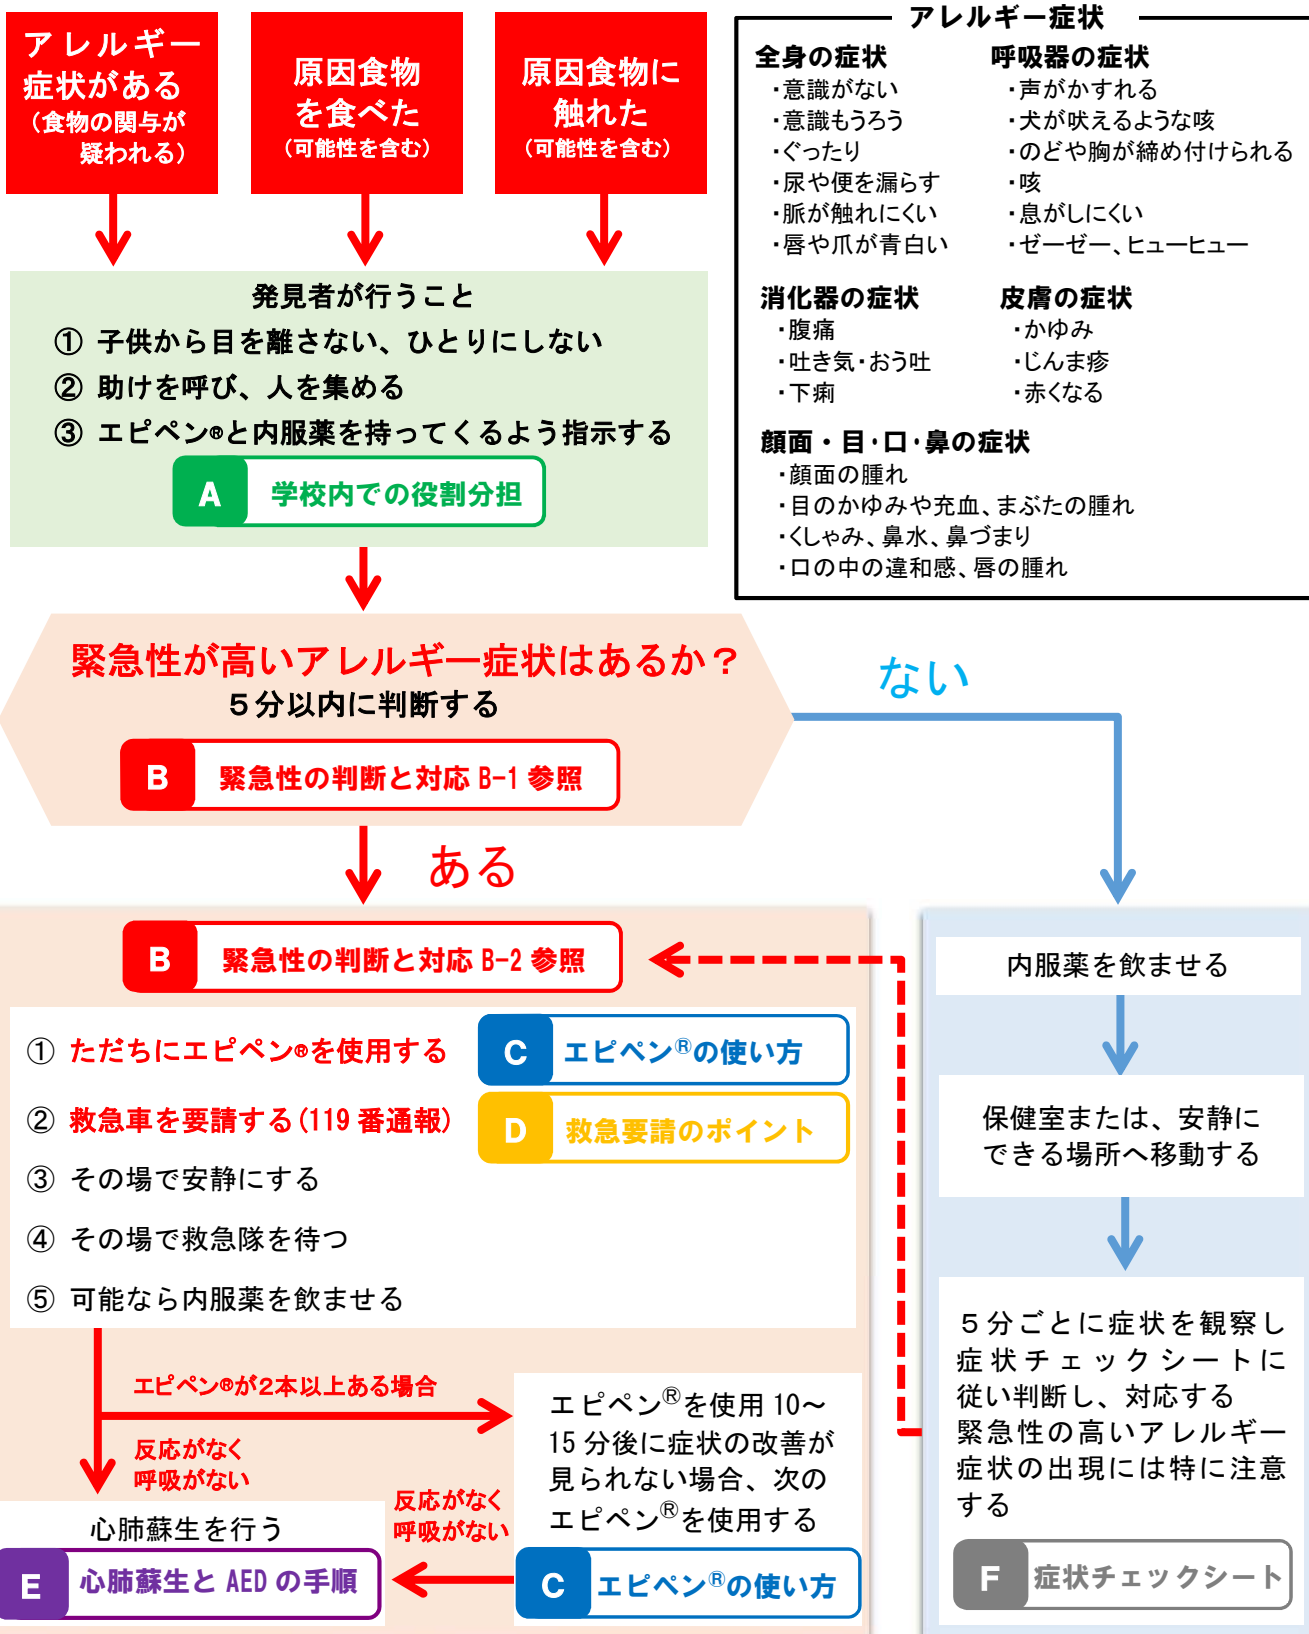 アレルギー
症状がある
(食物の関与が
疑われる)
原因食物
を食べた
(可能性を含む)
原因食物に
触れた
(可能性を含む)
アレルギー症状
全身の症状
・意識がない
・意識もうろう
・ぐったり
・尿や便を漏らす
・脈が触れにくい
・唇や爪が青白い
呼吸器の症状
・声がかすれる
・犬が吠えるような咳
・のどや胸が締め付けられる
・咳
・息がしにくい
・ゼーゼー、ヒューヒュー
消化器の症状
・腹痛
・吐き気・おう吐
・下痢
皮膚の症状
・かゆみ
・じんま疹
・赤くなる
顔面・目・口・鼻の症状
・顔面の腫れ
・目のかゆみや充血、まぶたの腫れ
・くしゃみ、鼻水、鼻づまり
・口の中の違和感、唇の腫れ
発見者が行うこと
① 子供から目を離さない、ひとりにしない
② 助けを呼び、人を集める
③ エピペン®と内服薬を持ってくるよう指示する
A 学校内での役割分担
緊急性が高いアレルギー症状はあるか？
５分以内に判断する
B 緊急性の判断と対応 B-1 参照
ない
ある
B 緊急性の判断と対応 B-2 参照
① ただちにエピペン®を使用する
C エピペン®の使い方
② 救急車を要請する(119 番通報)
D 救急要請のポイント
③ その場で安静にする
④ その場で救急隊を待つ
⑤ 可能なら内服薬を飲ませる
エピペン®が２本以上ある場合
反応がなく
呼吸がない
エピペン®を使用 10～
15 分後に症状の改善が
見られない場合、次の
エピペン®を使用する
C エピペン®の使い方
反応がなく
呼吸がない
心肺蘇生を行う
E 心肺蘇生と AED の手順
内服薬を飲ませる
保健室または、安静に
できる場所へ移動する
５分ごとに症状を観察し
症状チェックシートに
従い判断し、対応する
緊急性の高いアレルギー
症状の出現には特に注意
する
F 症状チェックシート